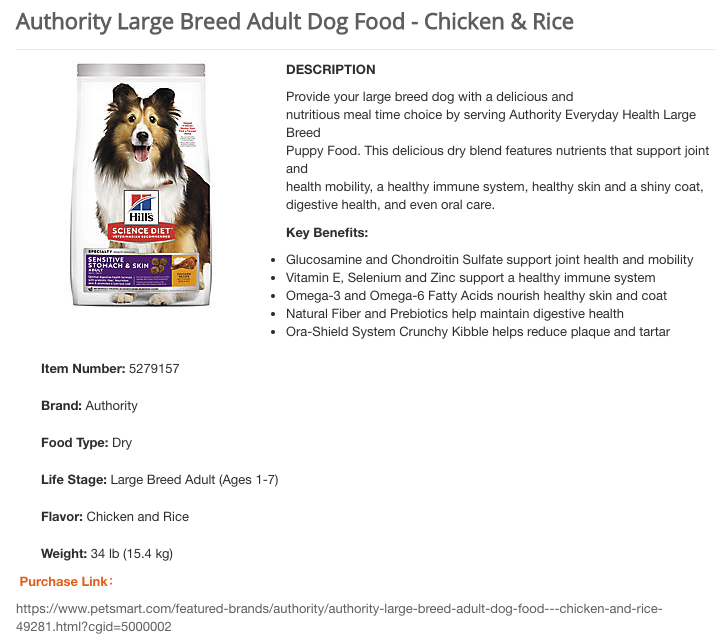 Authority Large Breed Adult Dog Food - Chicken & Rice
DESCRIPTION
Provide your large breed dog with a delicious and
nutritious meal time choice by serving Authority Everyday Health Large
Breed
Puppy Food. This delicious dry blend features nutrients that support joint
and
health mobility, a healthy immune system, healthy skin and a shiny coat,
digestive health, and even oral care.
Key Benefits:
• Glucosamine and Chondroitin Sulfate support joint health and mobility
• Vitamin E, Selenium and Zinc support a healthy immune system
• Omega-3 and Omega-6 Fatty Acids nourish healthy skin and coat
• Natural Fiber and Prebiotics help maintain digestive health
• Ora-Shield System Crunchy Kibble helps reduce plaque and tartar
Hill's
SCIENCE DIET
VETERINARIAN RECOMMENDED
SPECIALTY
SENSITIVE
STOMACH & SKIN
ADULT
CHICKEN
RECIPE
Item Number: 5279157
Brand: Authority
Food Type: Dry
Life Stage: Large Breed Adult (Ages 1-7)
Flavor: Chicken and Rice
Weight: 34 lb (15.4 kg)
Purchase Link：
https://www.petsmart.com/featured-brands/authority/authority-large-breed-adult-dog-food---chicken-and-rice-
49281.html?cgid=5000002